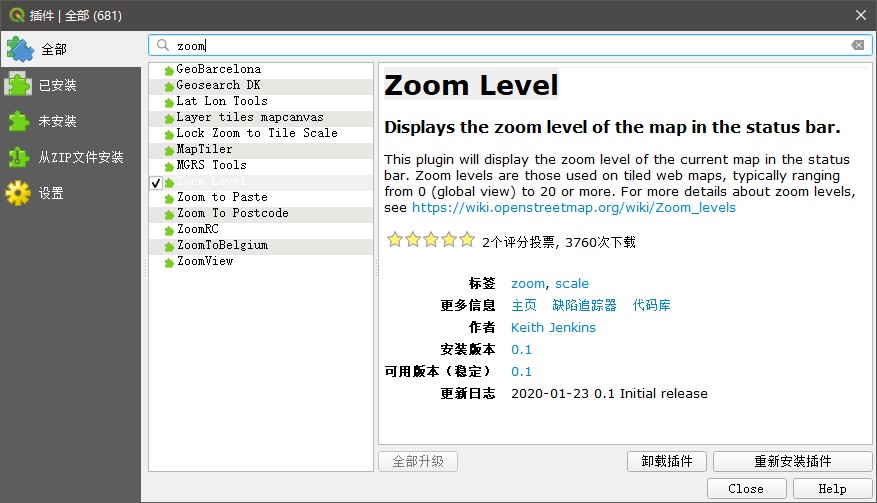 插件 | 全部 (681)
全部
已安装
未安装
从ZIP文件安装
设置
zoom
GeoBarcelona
Geosearch DK
Lat Lon Tools
Layer tiles mapcanvas
Lock Zoom to Tile Scale
MapTiler
MGRS Tools
Zoom Level
Zoom to Paste
Zoom To Postcode
ZoomRC
ZoomToBelgium
ZoomView
Zoom Level
Displays the zoom level of the map in the status bar.
This plugin will display the zoom level of the current map in the status
bar. Zoom levels are those used on tiled web maps, typically ranging
from 0 (global view) to 20 or more. For more details about zoom levels,
see https://wiki.openstreetmap.org/wiki/Zoom_levels
2个评分投票, 3760次下载
标签 zoom, scale
更多信息 主页 缺陷追踪器 代码库
作者 Keith Jenkins
安装版本 0.1
可用版本（稳定） 0.1
更新日志 2020-01-23 0.1 Initial release
全部升级 卸载插件 重新安装插件
Close Help